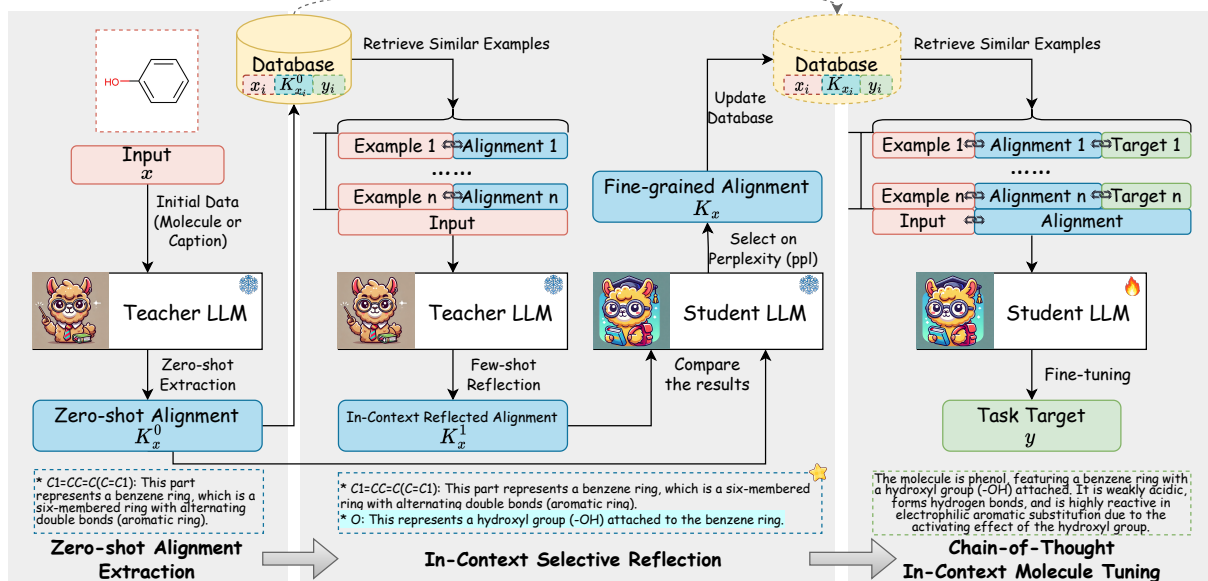 HO
Input
x
Initial Data
(Molecule or
Caption)
Teacher LLM
Zero-shot
Extraction
Zero-shot Alignment
K_x^0
* C1=CC=C(C=C1): This part
represents a benzene ring, which is a
six-membered ring with alternating
double bonds (aromatic ring).
Zero-shot Alignment
Extraction
Database
x_i K_{x_i}^0 y_i
Retrieve Similar Examples
Example 1 Alignment 1
......
Example n Alignment n
Input
Teacher LLM
Few-shot
Reflection
In-Context Reflected Alignment
K_x^1
* C1=CC=C(C=C1): This part represents a benzene ring, which is a six-membered
ring with alternating double bonds (aromatic ring).
* O: This represents a hydroxyl group (-OH) attached to the benzene ring.
In-Context Selective Reflection
Update
Database
Fine-grained Alignment
K_x
Select on
Perplexity (ppl)
Student LLM
Compare
the results
Database
x_i K_{x_i} y_i
Retrieve Similar Examples
Example 1 Alignment 1 Target 1
......
Example n Alignment n Target n
Input Alignment
Student LLM
Fine-tuning
Task Target
y
The molecule is phenol, featuring a benzene ring
with a hydroxyl group (-OH) attached. It is weakly acidic,
forms hydrogen bonds, and is highly reactive in
electrophilic aromatic substitution due to the
activating effect of the hydroxyl group.
Chain-of-Thought
In-Context Molecule Tuning